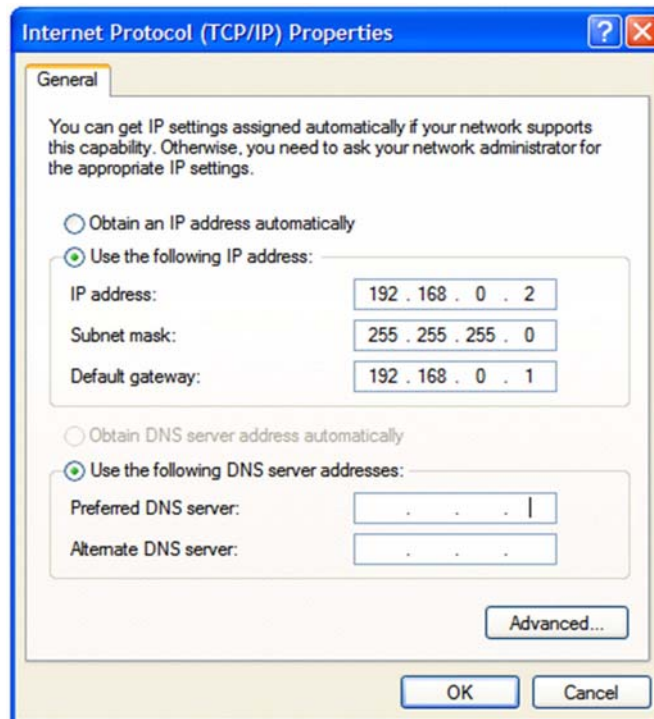 Internet Protocol (TCP/IP) Properties
General
You can get IP settings assigned automatically if your network supports
this capability. Otherwise, you need to ask your network administrator for
the appropriate IP settings.
Obtain an IP address automatically
Use the following IP address:
IP address: 192 . 168 . 0 . 2
Subnet mask: 255 . 255 . 255 . 0
Default gateway: 192 . 168 . 0 . 1
Obtain DNS server address automatically
Use the following DNS server addresses:
Preferred DNS server: . . .
Alternate DNS server: . . .
Advanced...
OK Cancel